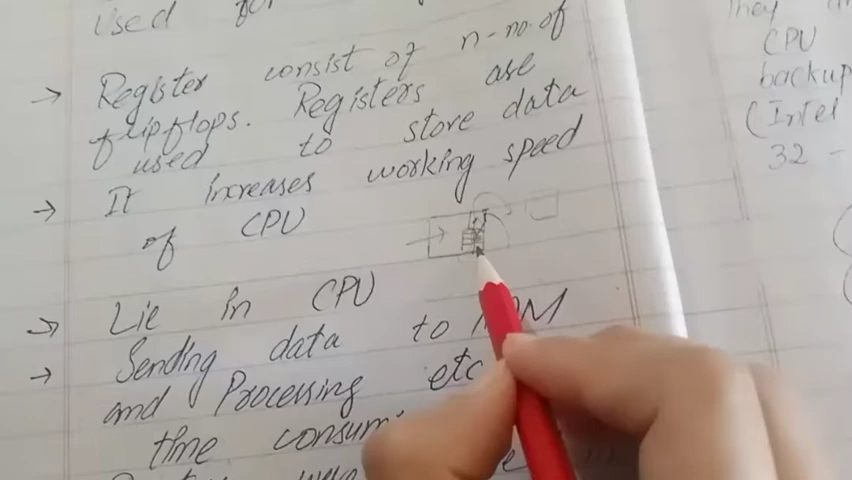 used for
→ Register consist of n-no. of
flipflops. Registers are
used to store data
→ It increases working speed
of CPU
→ Lie in CPU
→ Sending data to
and Processing etc
time
They
CPU
backup
(Intel
32 -